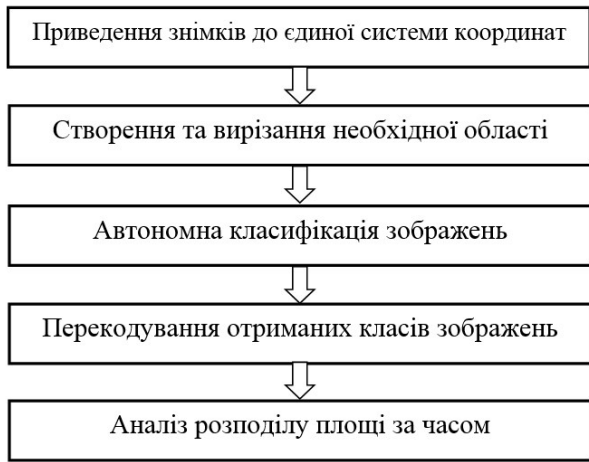 Приведення знімків до єдиної системи координат
Створення та вирізання необхідної області
Автономна класифікація зображень
Перекодування отриманих класів зображень
Аналіз розподілу площі за часом